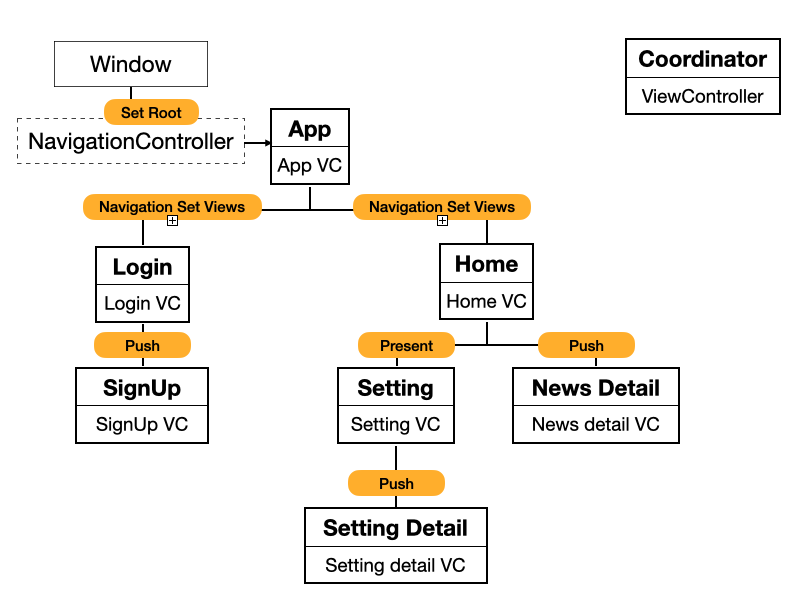 Window
Coordinator
ViewController
Set Root
NavigationController
App
App VC
Navigation Set Views
Navigation Set Views
Login
Login VC
Home
Home VC
Push
Present
Push
SignUp
SignUp VC
Setting
Setting VC
News Detail
News detail VC
Push
Setting Detail
Setting detail VC